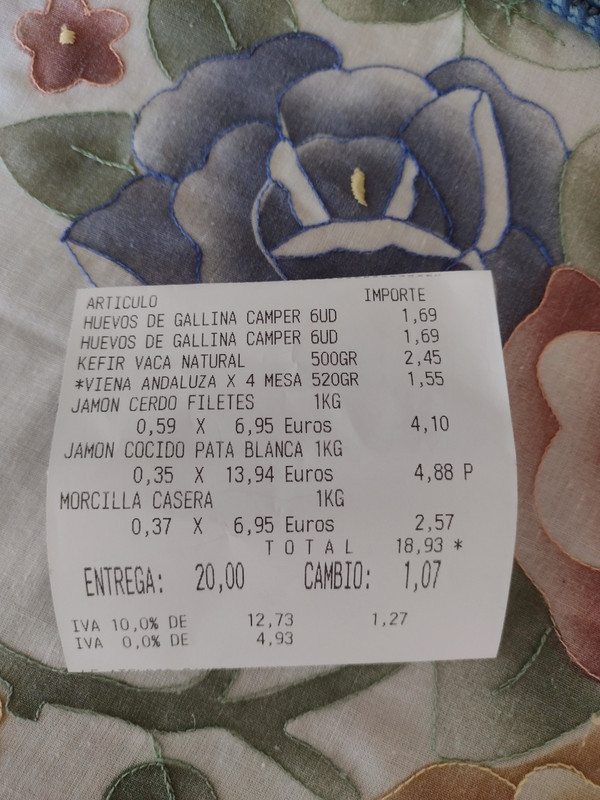 ARTICULO IMPORTE
HUEVOS DE GALLINA CAMPER 6UD 1,69
HUEVOS DE GALLINA CAMPER 6UD 1,69
KEFIR VACA NATURAL 500GR 2,45
*VIENA ANDALUZA X 4 MESA 520GR 1,55
JAMON CERDO FILETES 1KG
0,59 X 6,95 Euros 4,10
JAMON COCIDO PATA BLANCA 1KG
0,35 X 13,94 Euros 4,88 P
MORCILLA CASERA 1KG
0,37 X 6,95 Euros 2,57
T O T A L 18,93 *
ENTREGA: 20,00 CAMBIO: 1,07
IVA 10,0% DE 12,73 1,27
IVA 0,0% DE 4,93